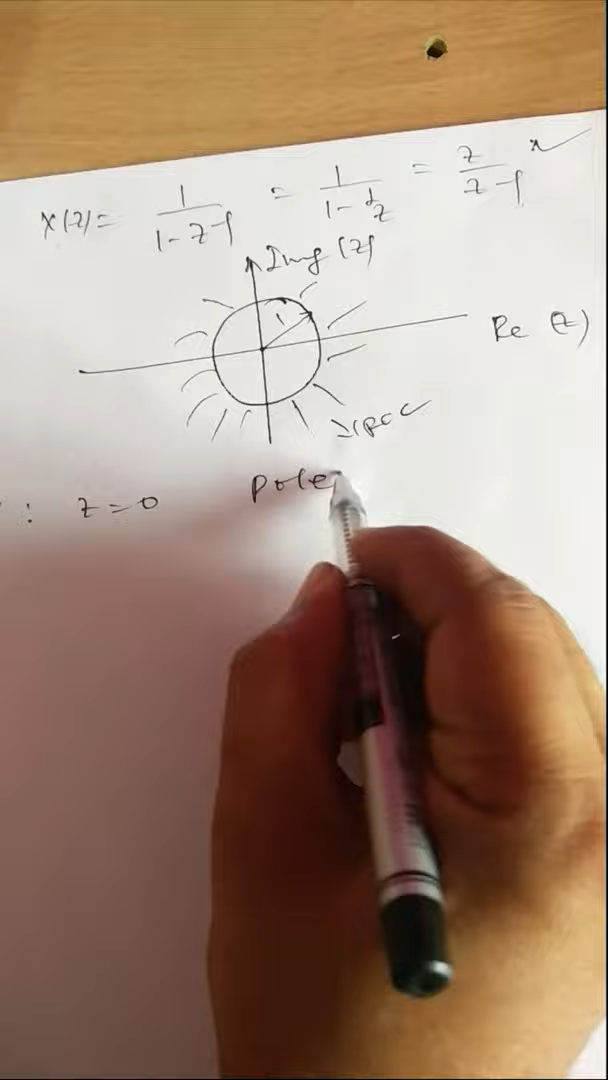 X(z) = 1/(1 - z^-1) = 1/(1 - 1/z) = z/(z - 1)
Img (z)
1
Re (z)
ROC
: z = 0 Pole